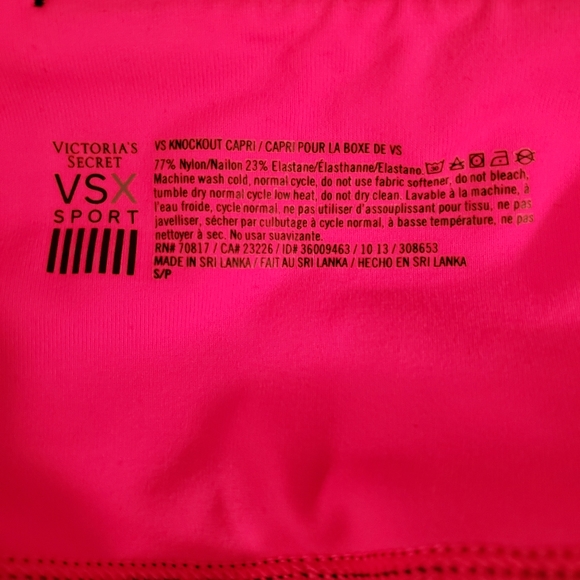 VICTORIA'S
SECRET
VSX
SPORT
VS KNOCKOUT CAPRI / CAPRI POUR LA BOXE DE VS
77% Nylon/Nailon 23% Elastane/Élasthanne/Elastano.
Machine wash cold, normal cycle, do not use fabric softener, do not bleach,
tumble dry normal cycle low heat, do not dry clean. Lavable à la machine, à
l'eau froide, cycle normal, ne pas utiliser d'assouplissant pour tissu, ne pas
javelliser, sécher par culbutage à cycle normal, à basse température, ne pas
nettoyer à sec. No usar suavizante.
RN# 70817 / CA# 23226 / ID# 36009463 / 10 13 / 308653
MADE IN SRI LANKA / FAIT AU SRI LANKA / HECHO EN SRI LANKA
S/P